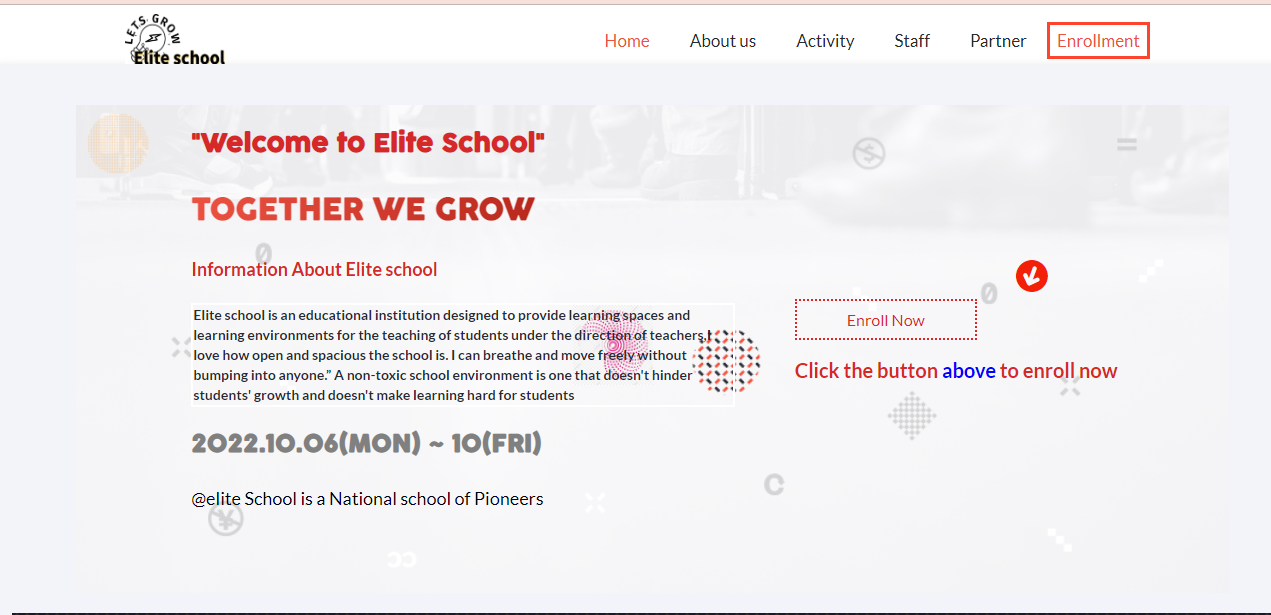 LETS GROW
Elite school
Home
About us
Activity
Staff
Partner
Enrollment
"Welcome to Elite School"
TOGETHER WE GROW
Information About Elite school
Elite school is an educational institution designed to provide learning spaces and
learning environments for the teaching of students under the direction of teachers,I
love how open and spacious the school is. I can breathe and move freely without
bumping into anyone.” A non-toxic school environment is one that doesn't hinder
students' growth and doesn't make learning hard for students
2022.10.06(MON) ~ 10(FRI)
@elite School is a National school of Pioneers
Enroll Now
Click the button above to enroll now